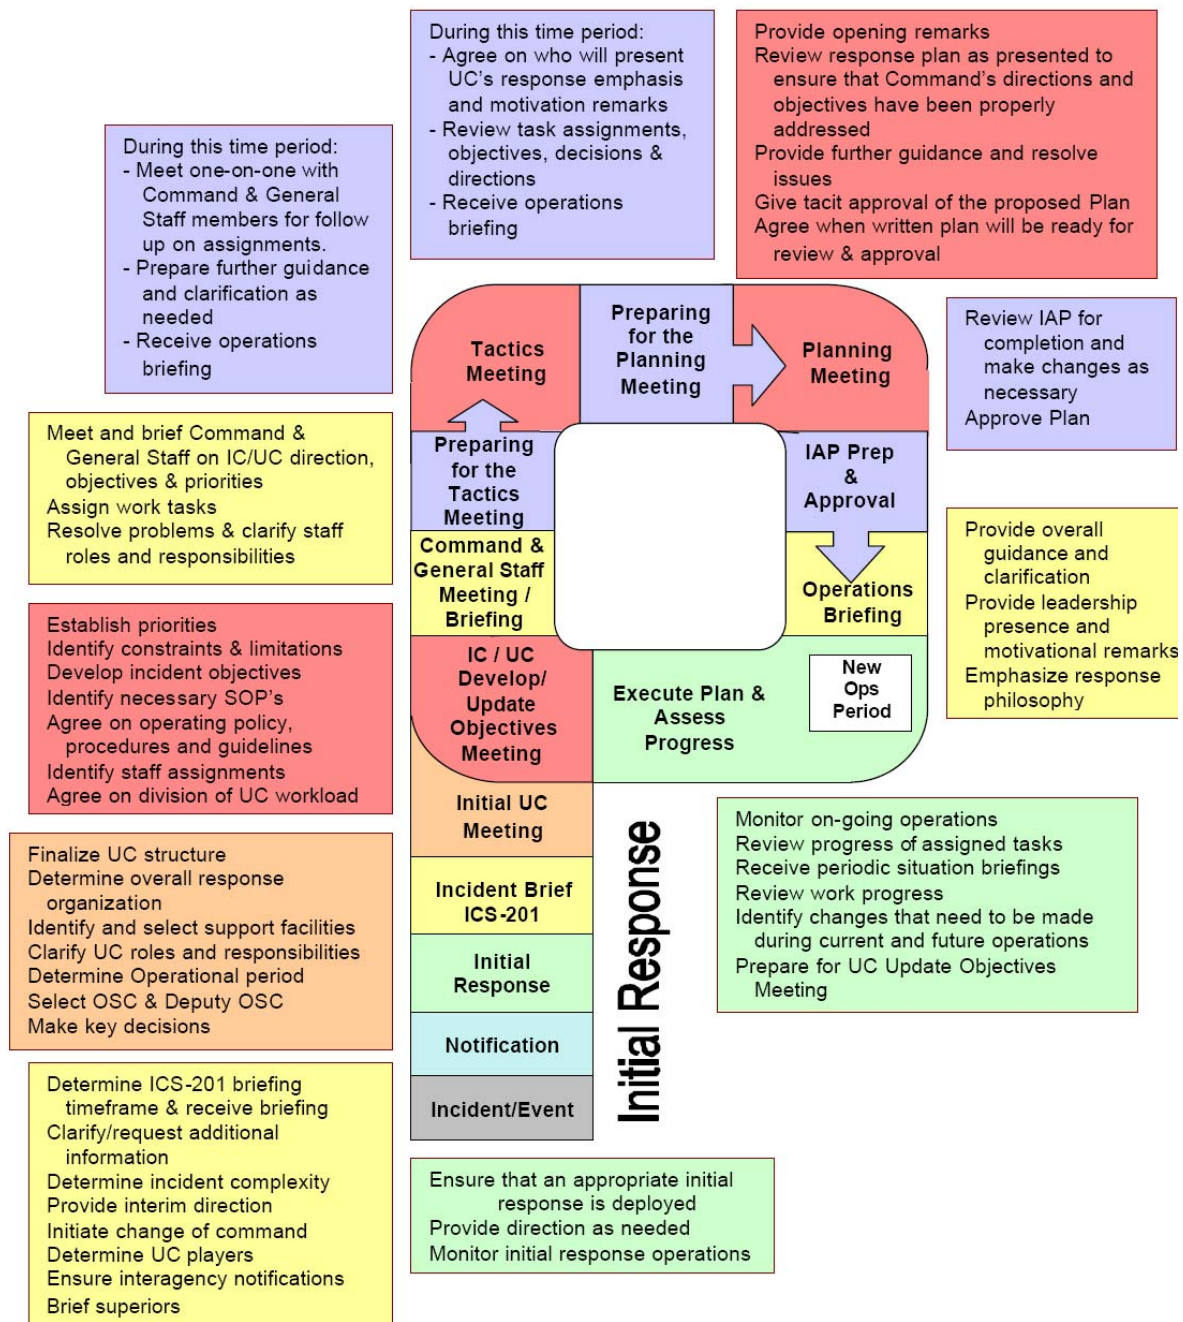 During this time period:
- Agree on who will present
UC's response emphasis
and motivation remarks
- Review task assignments,
objectives, decisions &
directions
- Receive operations
briefing
Provide opening remarks
Review response plan as presented to
ensure that Command's directions and
objectives have been properly
addressed
Provide further guidance and resolve
issues
Give tacit approval of the proposed Plan
Agree when written plan will be ready for
review & approval
During this time period:
- Meet one-on-one with
Command & General
Staff members for follow
up on assignments.
- Prepare further guidance
and clarification as
needed
- Receive operations
briefing
Tactics
Meeting
Preparing
for the
Planning
Meeting
Planning
Meeting
Review IAP for
completion and
make changes as
necessary
Approve Plan
Meet and brief Command &
General Staff on IC/UC direction,
objectives & priorities
Assign work tasks
Resolve problems & clarify staff
roles and responsibilities
Preparing
for the
Tactics
Meeting
IAP Prep
&
Approval
Command &
General Staff
Meeting /
Briefing
Operations
Briefing
Provide overall
guidance and
clarification
Provide leadership
presence and
motivational remarks
Emphasize response
philosophy
Establish priorities
Identify constraints & limitations
Develop incident objectives
Identify necessary SOP's
Agree on operating policy,
procedures and guidelines
Identify staff assignments
Agree on division of UC workload
IC / UC
Develop/
Update
Objectives
Meeting
Execute Plan &
Assess
Progress
New
Ops
Period
Initial UC
Meeting
Finalize UC structure
Determine overall response
organization
Identify and select support facilities
Clarify UC roles and responsibilities
Determine Operational period
Select OSC & Deputy OSC
Make key decisions
Incident Brief
ICS-201
Initial
Response
Notification
Incident/Event
Initial Response
Monitor on-going operations
Review progress of assigned tasks
Receive periodic situation briefings
Review work progress
Identify changes that need to be made
during current and future operations
Prepare for UC Update Objectives
Meeting
Determine ICS-201 briefing
timeframe & receive briefing
Clarify/request additional
information
Determine incident complexity
Provide interim direction
Initiate change of command
Determine UC players
Ensure interagency notifications
Brief superiors
Ensure that an appropriate initial
response is deployed
Provide direction as needed
Monitor initial response operations